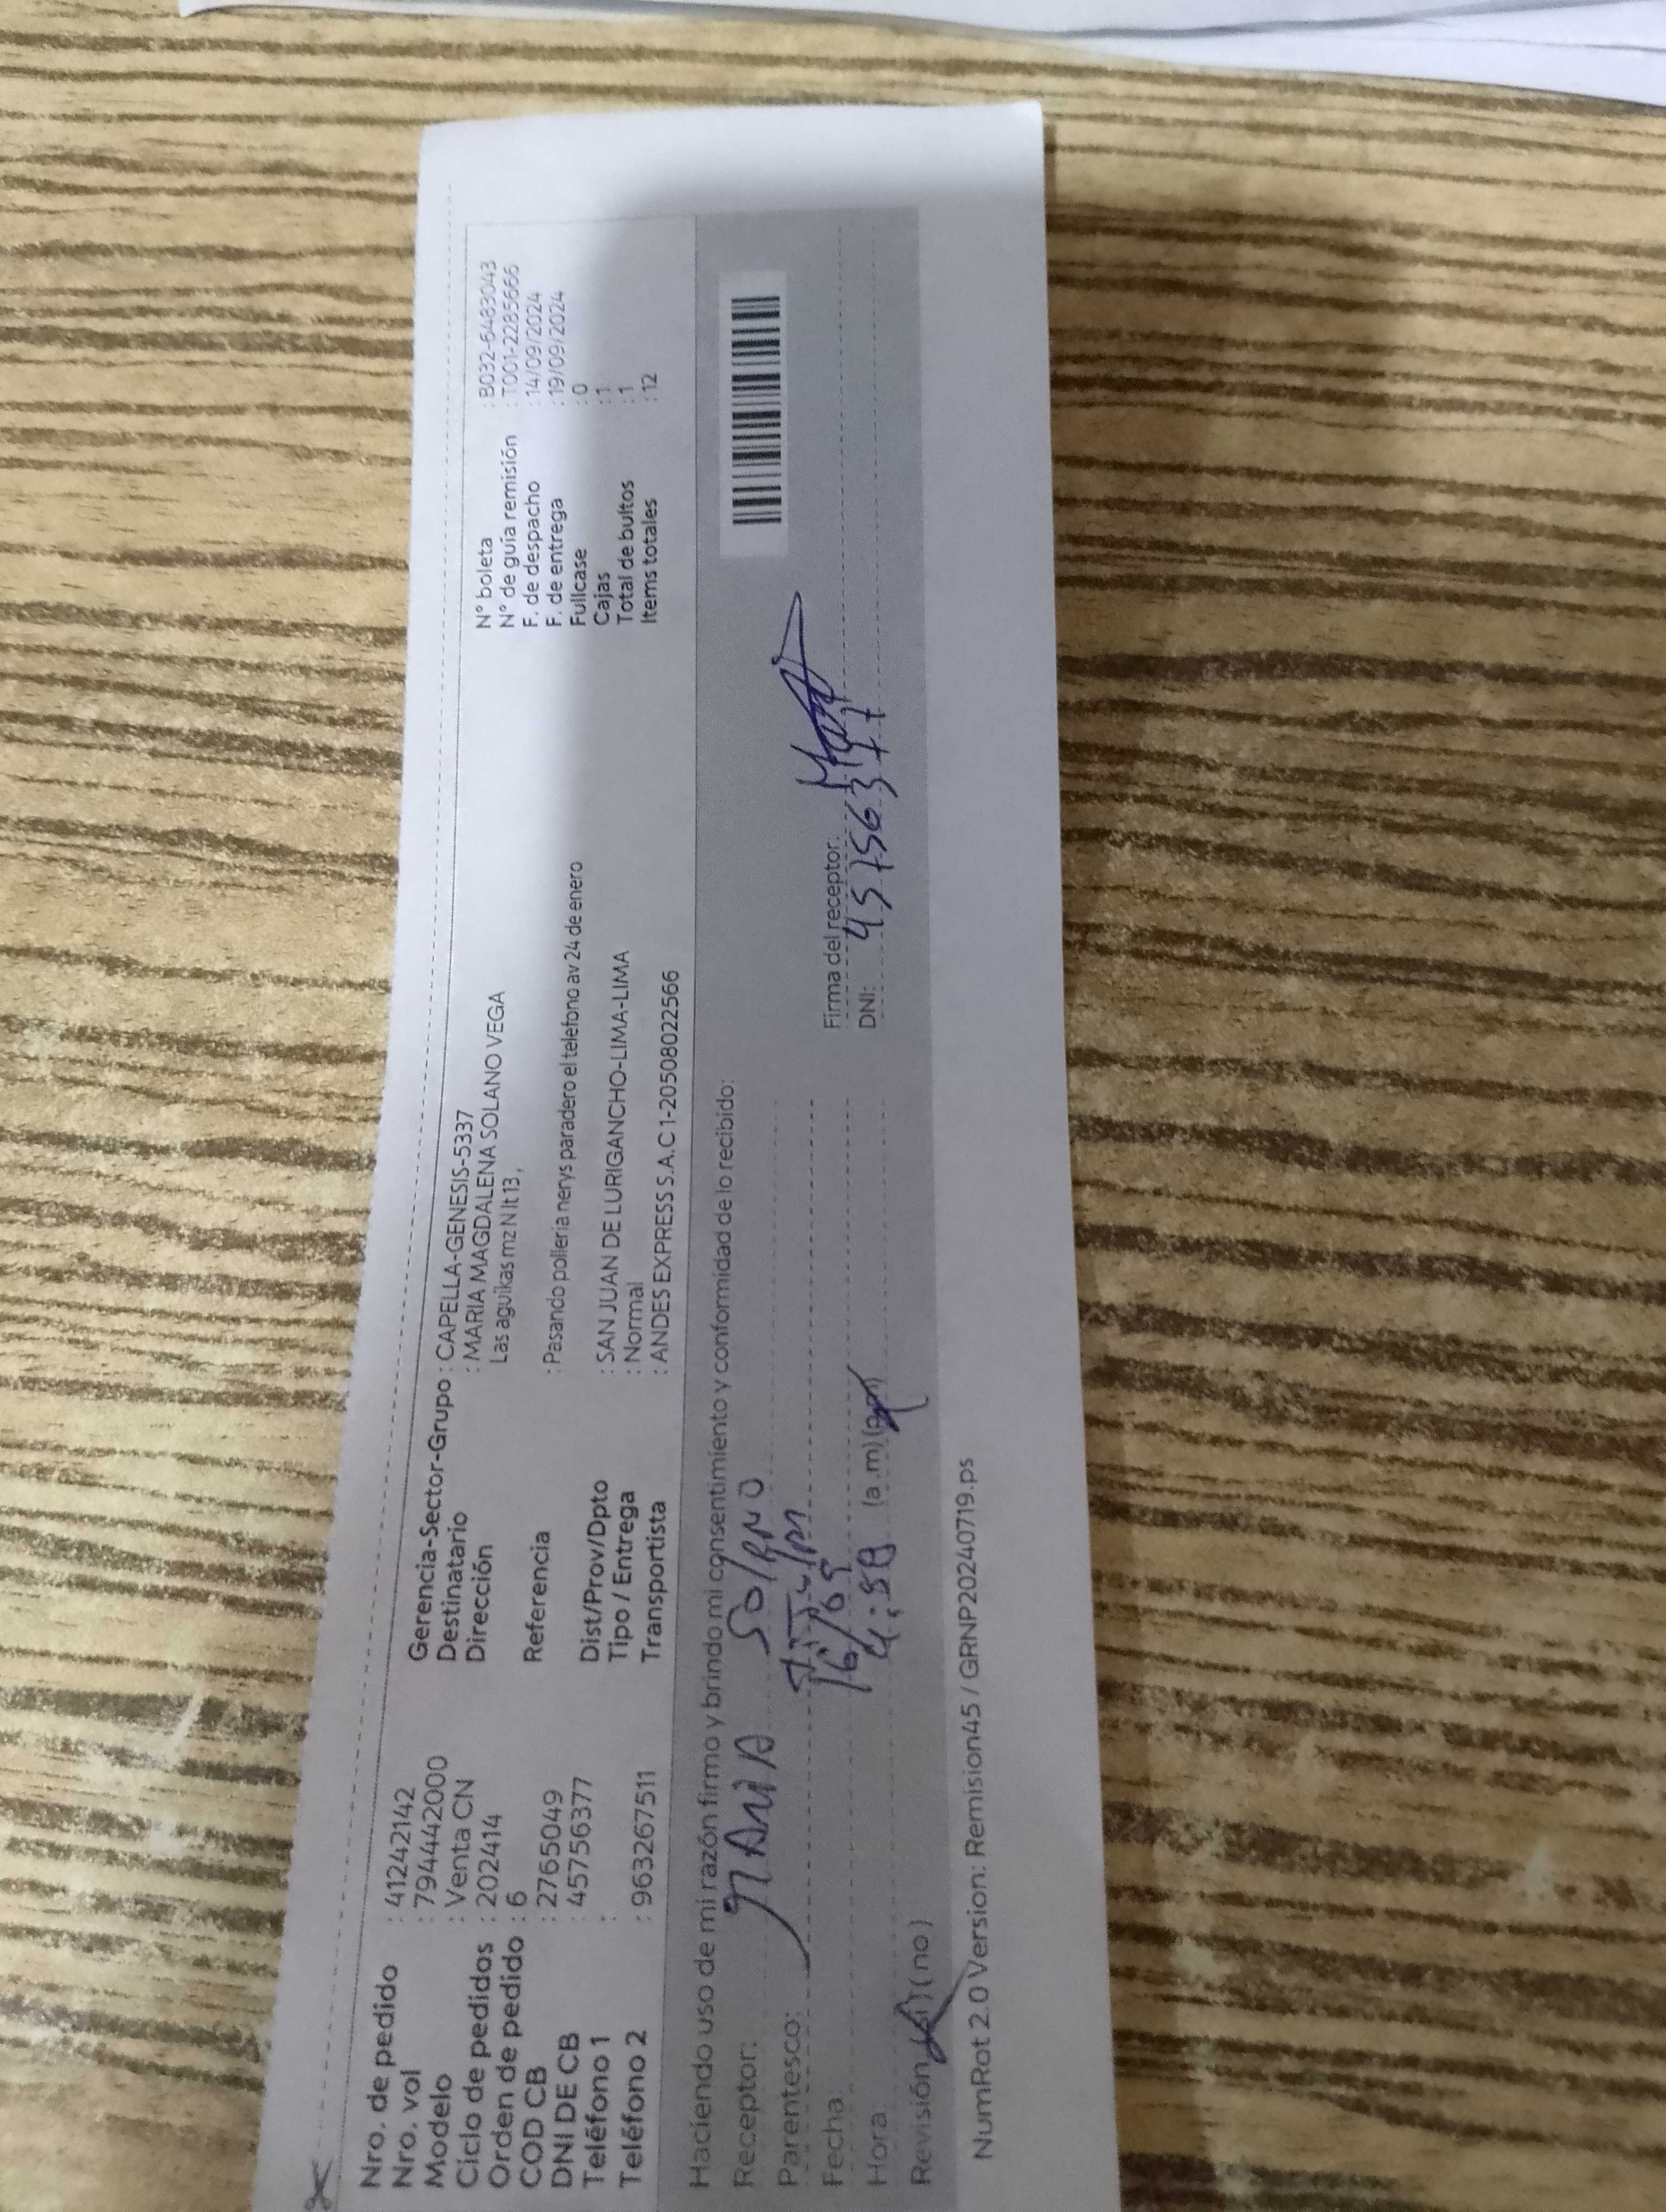 Nro. de pedido : 41242142
Nro. vol : 7944442000
Modelo : Venta CN
Ciclo de pedidos : 202414
Orden de pedido : 6
COD CB : 2765049
DNI DE CB : 45756377
Teléfono 1 :
Teléfono 2 : 963267511
Gerencia-Sector-Grupo : CAPELLA-GENESIS-5337
Destinatario : MARIA MAGDALENA SOLANO VEGA
Dirección Las aguikas mz N lt 13 ,
Referencia : Pasando polleria nerys paradero el telefono av 24 de enero
Dist/Prov/Dpto : SAN JUAN DE LURIGANCHO-LIMA-LIMA
Tipo / Entrega : Normal
Transportista : ANDES EXPRESS S.A.C 1-20508022566
N° boleta : B032-6483043
N° de guía remisión : T001-2285666
F. de despacho : 14/09/2024
F. de entrega : 19/09/2024
Fullcase : 0
Cajas : 1
Total de bultos : 1
Items totales : 12
Haciendo uso de mi razón firmo y brindo mi consentimiento y conformidad de lo recibido:
Receptor: MARIA SOlANO
Parentesco:
Fecha: 16/09
Hora 4:58 (a.m) (p.m)
Revisión (si) (no)
Firma del receptor:
DNI: 45756377
NumRot 2.0 Version: Remision45 / GRNP20240719.ps